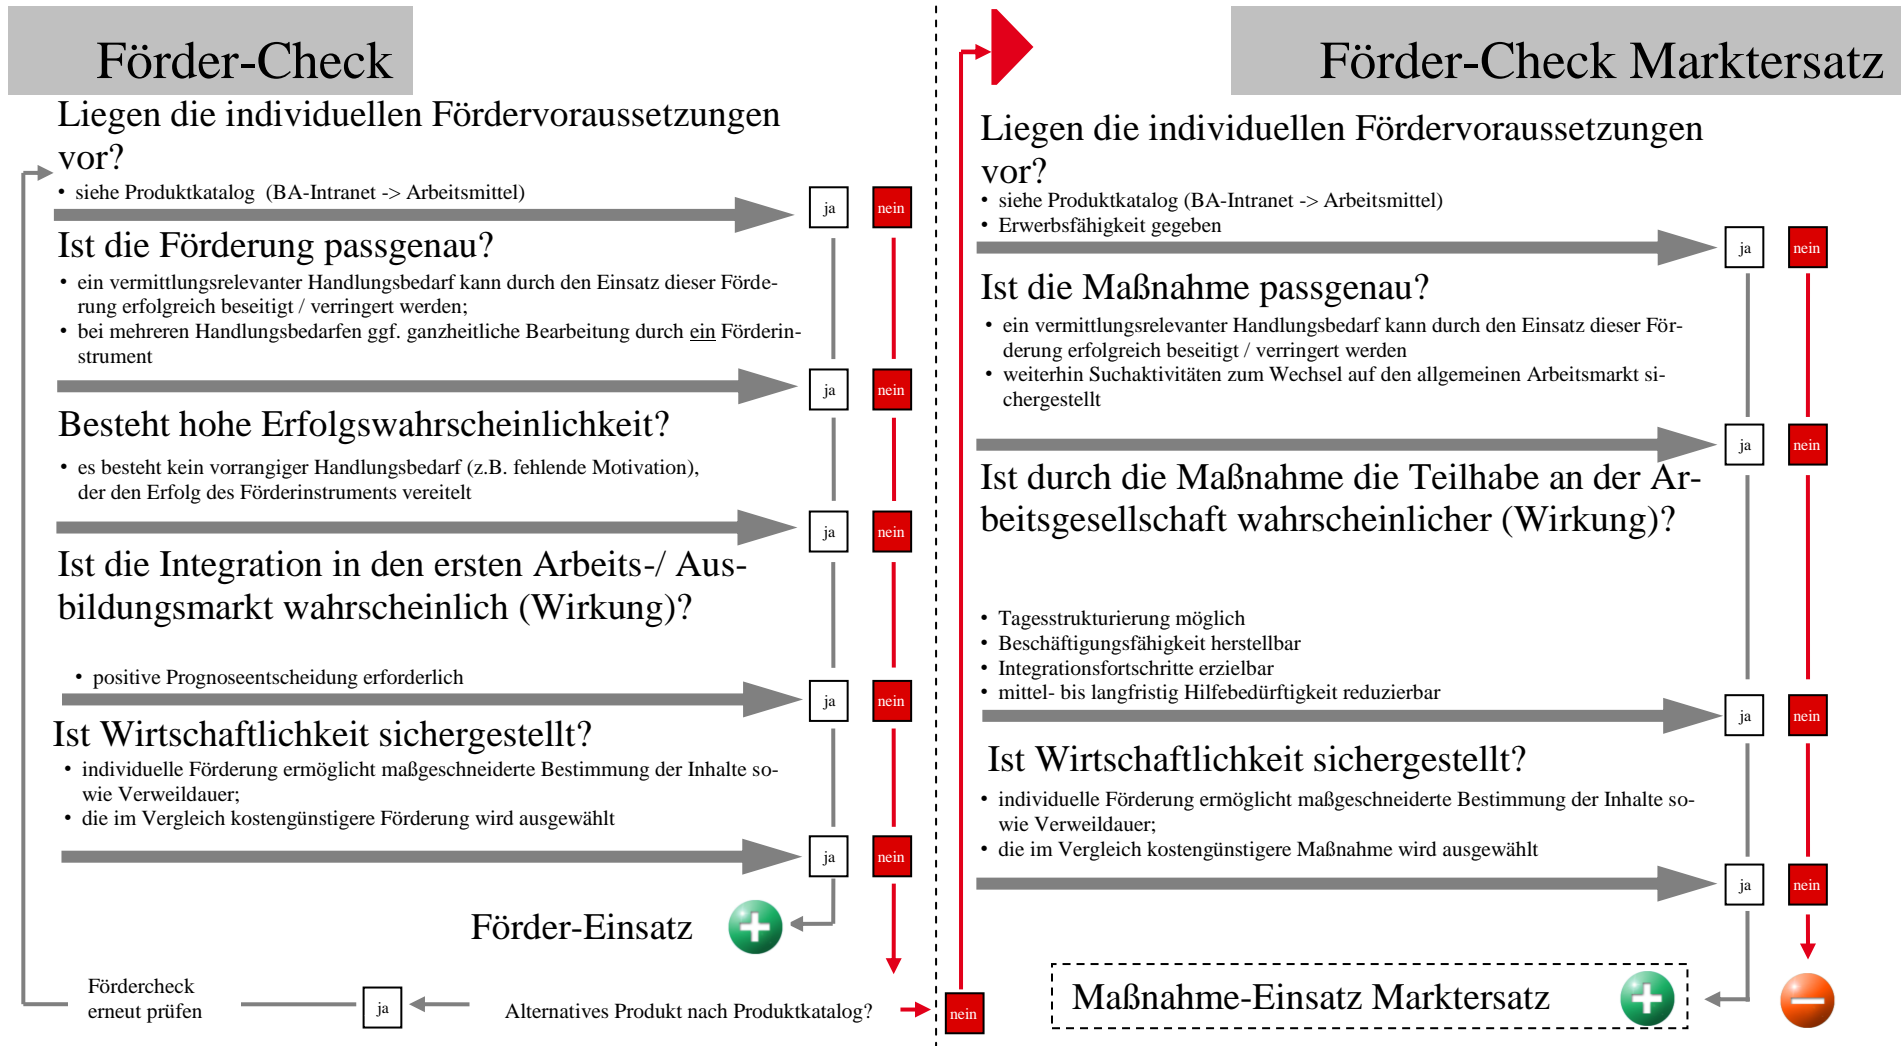 Förder-Check
Liegen die individuellen Fördervoraussetzungen
vor?
• siehe Produktkatalog (BA-Intranet -> Arbeitsmittel)
ja
nein
Ist die Förderung passgenau?
• ein vermittlungsrelevanter Handlungsbedarf kann durch den Einsatz dieser Förde-
rung erfolgreich beseitigt / verringert werden;
• bei mehreren Handlungsbedarfen ggf. ganzheitliche Bearbeitung durch ein Förderin-
strument
ja
nein
Besteht hohe Erfolgswahrscheinlichkeit?
• es besteht kein vorrangiger Handlungsbedarf (z.B. fehlende Motivation),
der den Erfolg des Förderinstruments vereitelt
ja
nein
Ist die Integration in den ersten Arbeits-/ Aus-
bildungsmarkt wahrscheinlich (Wirkung)?
• positive Prognoseentscheidung erforderlich
ja
nein
Ist Wirtschaftlichkeit sichergestellt?
• individuelle Förderung ermöglicht maßgeschneiderte Bestimmung der Inhalte so-
wie Verweildauer;
• die im Vergleich kostengünstigere Förderung wird ausgewählt
ja
nein
Förder-Einsatz
Fördercheck
erneut prüfen
ja
Alternatives Produkt nach Produktkatalog?
nein
Förder-Check Marktersatz
Liegen die individuellen Fördervoraussetzungen
vor?
• siehe Produktkatalog (BA-Intranet -> Arbeitsmittel)
• Erwerbsfähigkeit gegeben
ja
nein
Ist die Maßnahme passgenau?
• ein vermittlungsrelevanter Handlungsbedarf kann durch den Einsatz dieser För-
derung erfolgreich beseitigt / verringert werden
• weiterhin Suchaktivitäten zum Wechsel auf den allgemeinen Arbeitsmarkt si-
chergestellt
ja
nein
Ist durch die Maßnahme die Teilhabe an der Ar-
beitsgesellschaft wahrscheinlicher (Wirkung)?
• Tagesstrukturierung möglich
• Beschäftigungsfähigkeit herstellbar
• Integrationsfortschritte erzielbar
• mittel- bis langfristig Hilfebedürftigkeit reduzierbar
ja
nein
Ist Wirtschaftlichkeit sichergestellt?
• individuelle Förderung ermöglicht maßgeschneiderte Bestimmung der Inhalte so-
wie Verweildauer;
• die im Vergleich kostengünstigere Maßnahme wird ausgewählt
ja
nein
Maßnahme-Einsatz Marktersatz